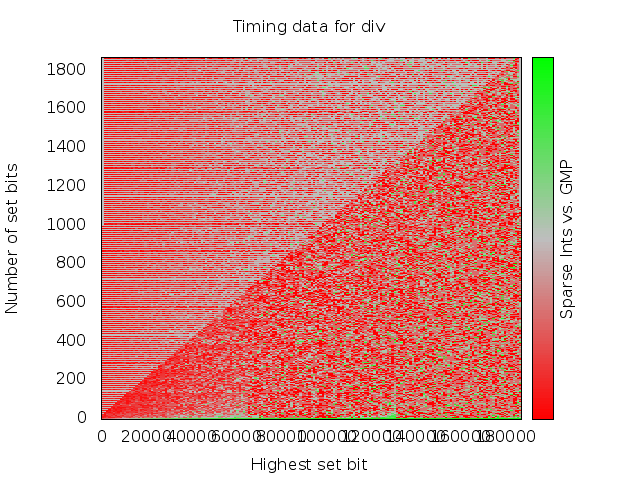 Timing data for div
1800
1600
1400
1200
1000
800
600
400
200
0
Number of set bits
0 20000 40000 60000 80000 100000 120000 140000 160000 180000
Highest set bit
Sparse Ints vs. GMP